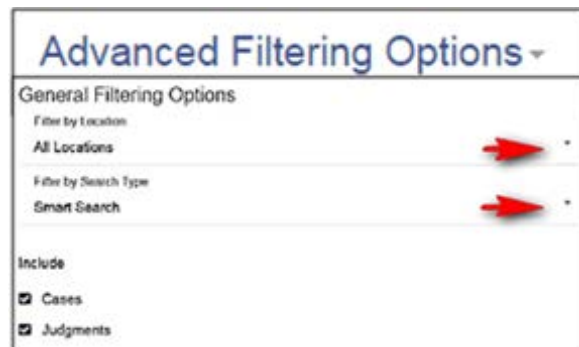 Advanced Filtering Options
General Filtering Options
Filter by Location
All Locations
Filter by Search Type
Smart Search
Include
Cases
Judgments